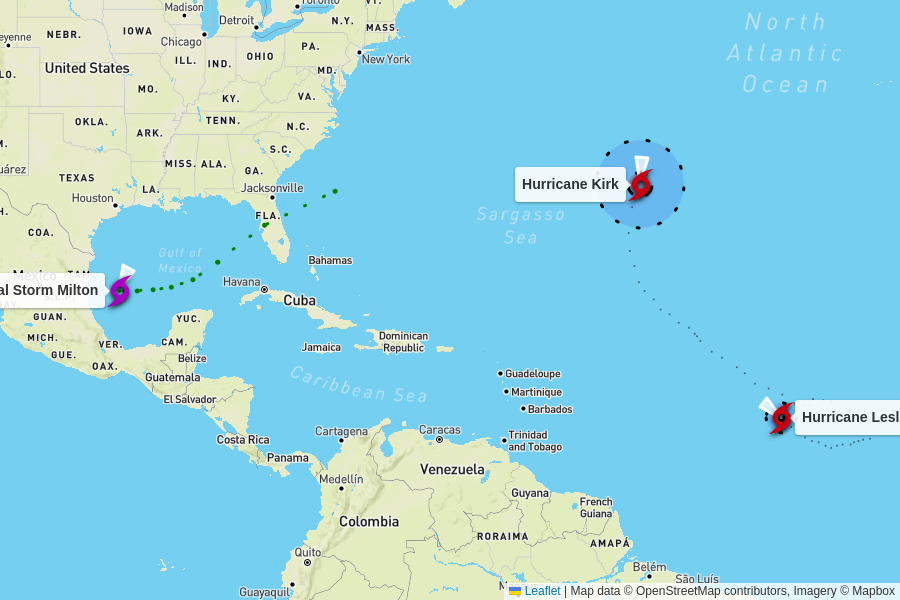 Madison
Toronto
VT.
N.Y.
MASS.
Detroit
IOWA
Chicago
NEBR.
PA.
OHIO
ILL.
IND.
New York
United States
MD.
MO.
KY.
VA.
OKLA.
TENN.
N.C.
ARK.
S.C.
MISS.
ALA.
GA.
TEXAS
LA.
Jacksonville
Houston
FLA.
COA.
Gulf of
Mexico
Bahamas
Mexico
TAM.
al Storm Milton
Havana
Cuba
GUAN.
YUC.
MICH.
VER.
CAM.
GUE.
OAX.
Belize
Guatemala
El Salvador
Jamaica
Dominican
Republic
Caribbean Sea
Guadeloupe
Martinique
Barbados
Costa Rica
Panama
Cartagena
Caracas
Trinidad
and Tobago
Medellín
Venezuela
Guyana
French
Guiana
Colombia
RORAIMA
AMAPÁ
Quito
Guayaquil
Belém
São Luís
North
Atlantic
Ocean
Hurricane Kirk
Sargasso
Sea
Hurricane Lesl
Leaflet | Map data © OpenStreetMap contributors, Imagery © Mapbox